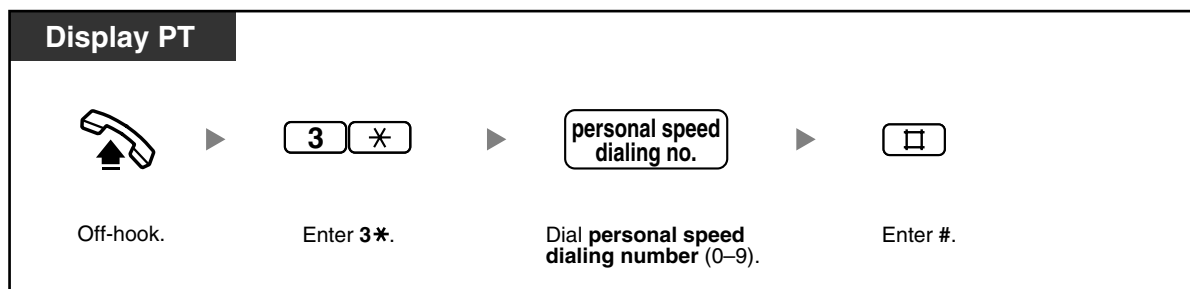 Display PT
3 ✳
personal speed
dialing no.
#
Off-hook.
Enter 3✳.
Dial personal speed
dialing number (0–9).
Enter #.